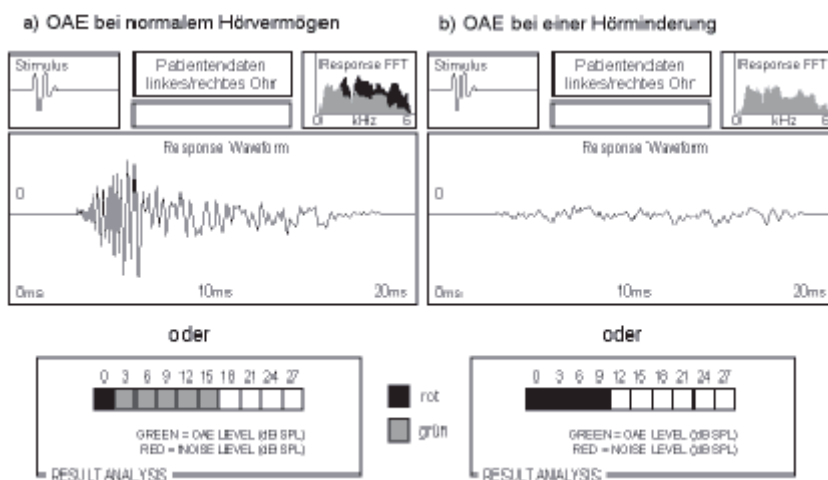 a) OAE bei normalem Hörvermögen
Stimulus
Patientendaten
linkes/rechtes Ohr
Response FFT
0 kHz 6
Response Waveform
0
0ms 10ms 20ms
oder
0 3 6 9 12 15 18 21 24 27
GREEN = OAE LEVEL (dB SPL)
RED = NOISE LEVEL (dB SPL)
RESULT ANALYSIS
rot
grün
b) OAE bei einer Hörminderung
Stimulus
Patientendaten
linkes/rechtes Ohr
Response FFT
0 kHz 6
Response Waveform
0
0ms 10ms 20ms
oder
0 3 6 9 12 15 18 21 24 27
GREEN = OAE LEVEL (dB SPL)
RED = NOISE LEVEL (dB SPL)
RESULT ANALYSIS